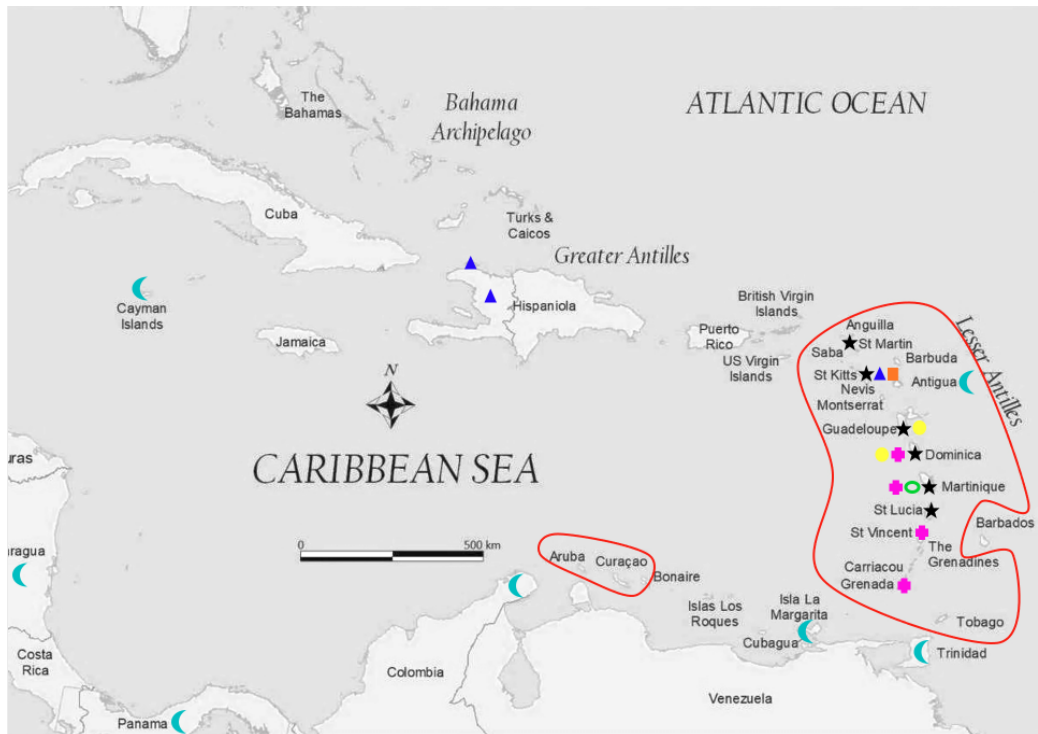 The
Bahamas
Bahama
Archipelago
ATLANTIC OCEAN
Cuba
Turks &
Caicos
Greater Antilles
Cayman
Islands
Hispaniola
Jamaica
British Virgin
Islands
Puerto
Rico
US Virgin
Islands
Anguilla
St Martin
Saba
Barbuda
St Kitts
Nevis
Antigua
Montserrat
Lesser Antilles
Guadeloupe
Dominica
Martinique
St Lucia
St Vincent
Barbados
The
Grenadines
Carriacou
Grenada
N
CARIBBEAN SEA
uras
aragua
0
500 km
Aruba
Curaçao
Bonaire
Islas Los
Roques
Isla La
Margarita
Cubagua
Tobago
Trinidad
Costa
Rica
Panama
Colombia
Venezuela